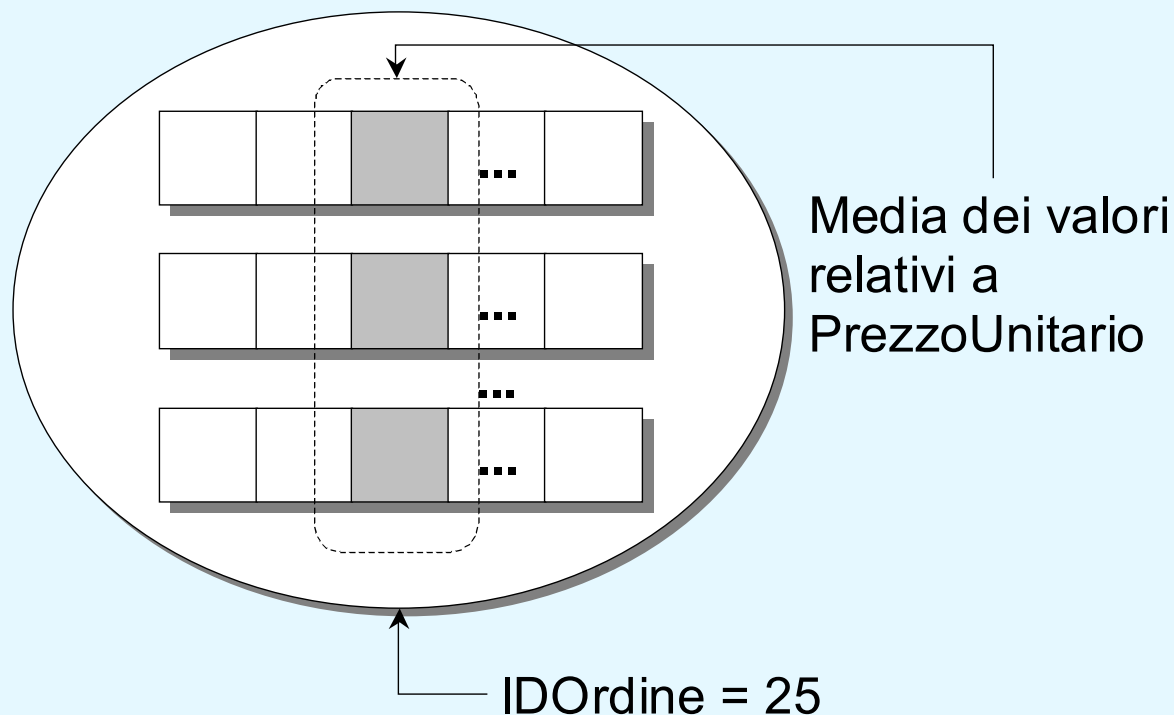 Media dei valori
relativi a
PrezzoUnitario
...
...
...
...
IDOrdine = 25